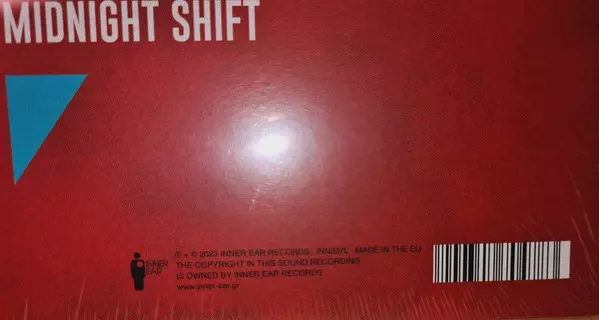 MIDNIGHT SHIFT
INNER
EAR
℗ + © 2023 INNER EAR RECORDS. INN337L MADE IN THE EU
THE COPYRIGHT IN THIS SOUND RECORDING
IS OWNED BY INNER EAR RECORDS
www.inner-ear.gr